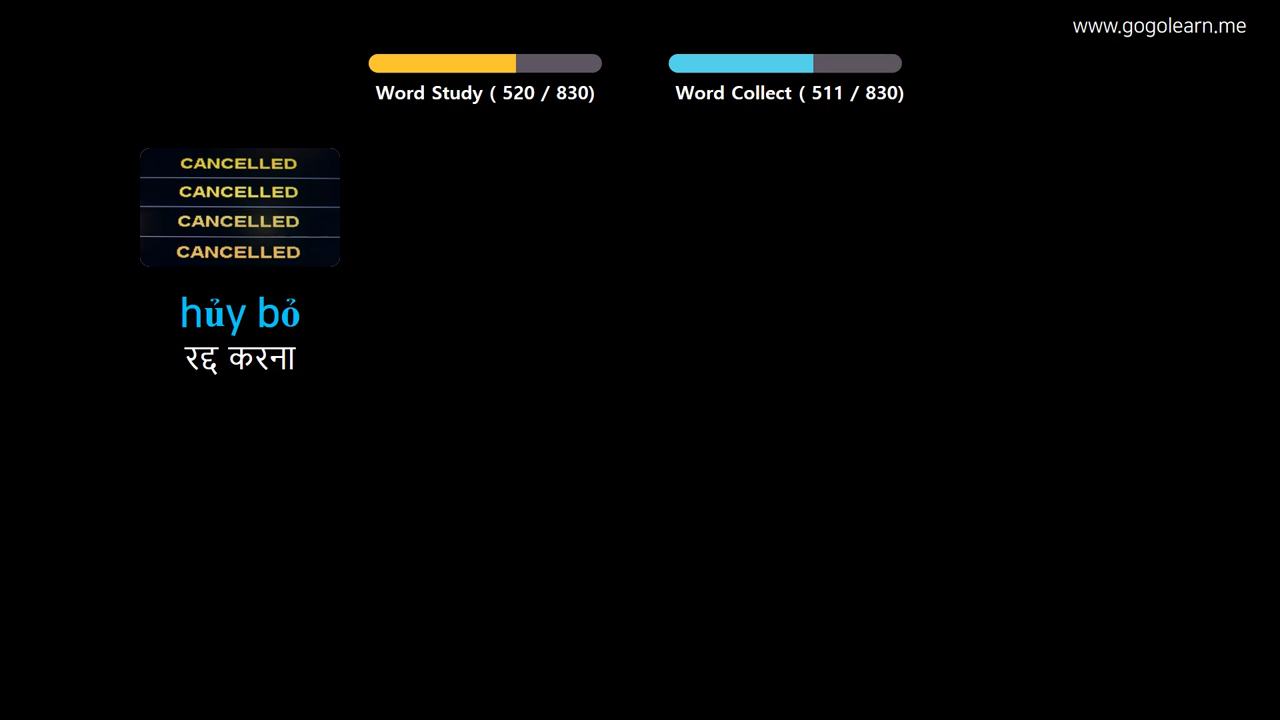 www.gogolearn.me
Word Study ( 520 / 830)
Word Collect ( 511 / 830)
CANCELLED
CANCELLED
CANCELLED
CANCELLED
hủy bỏ
रद्द करना